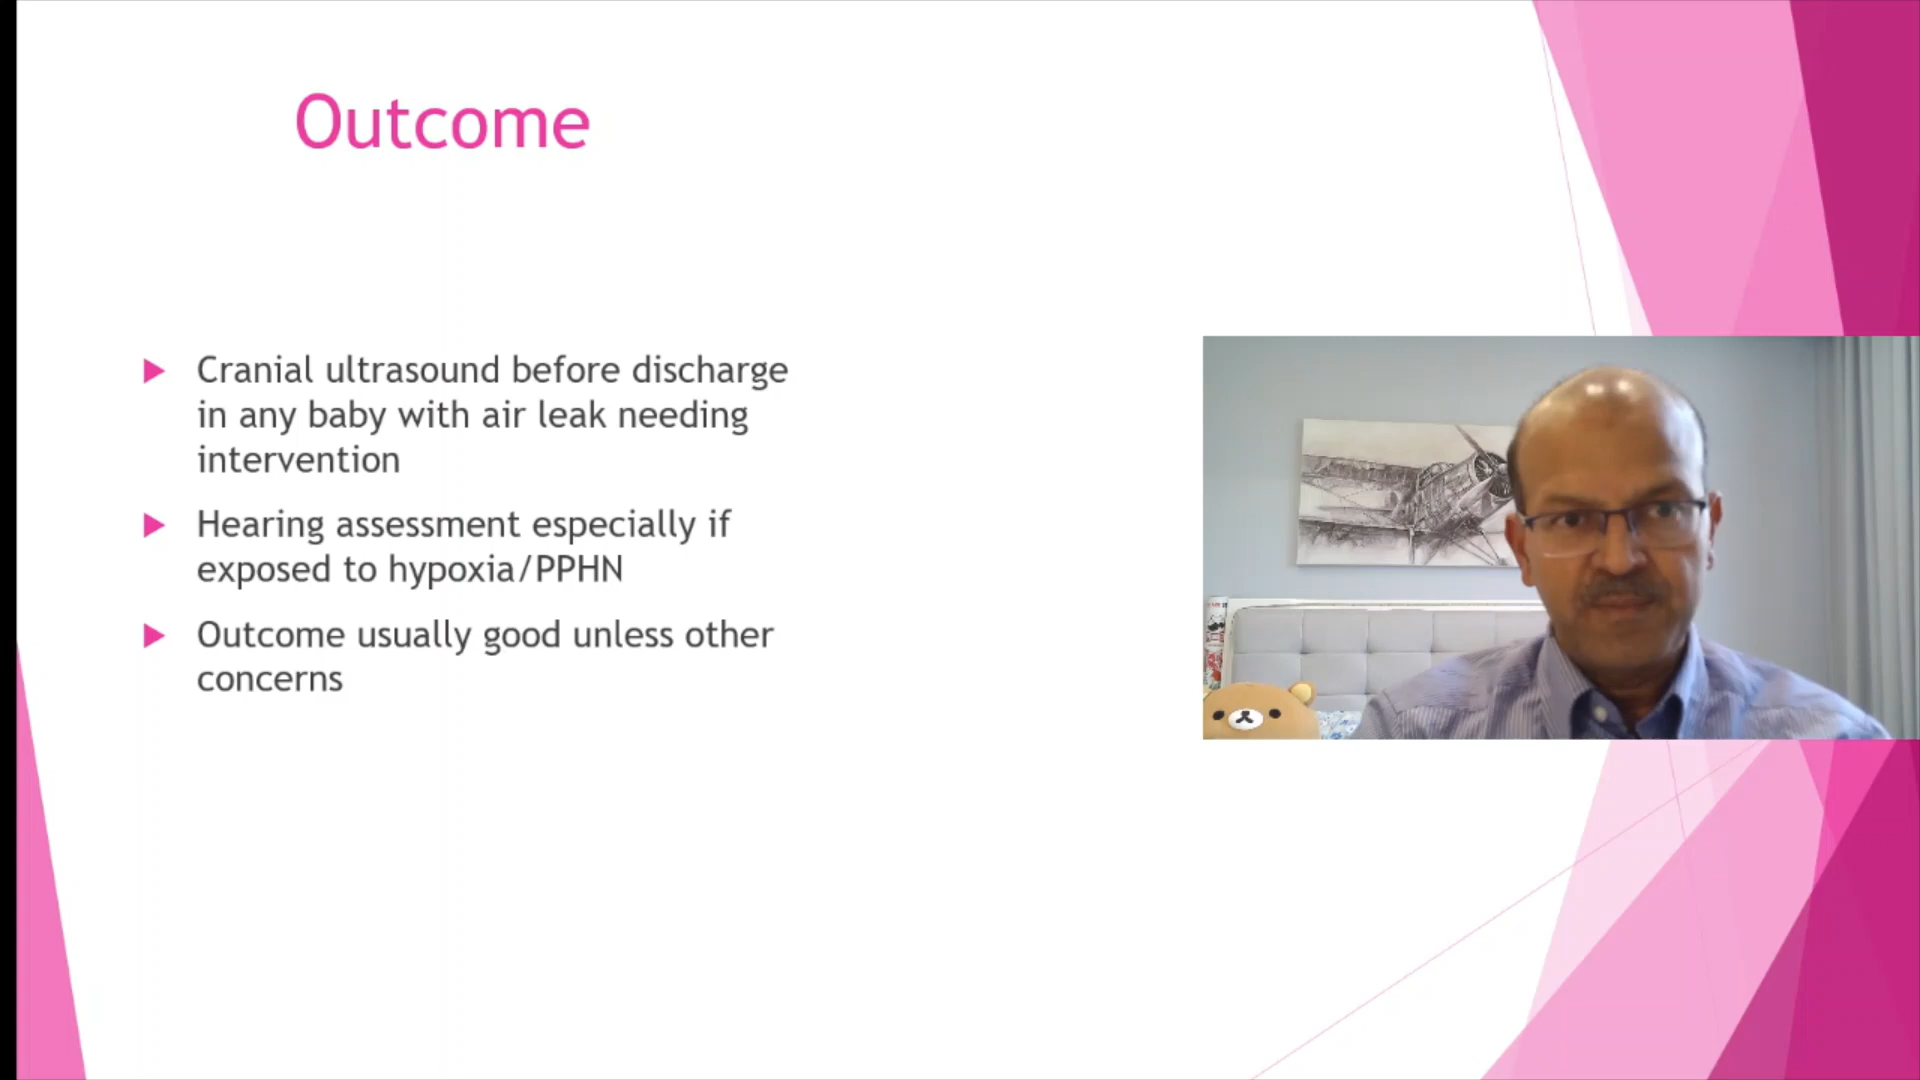 Outcome
Cranial ultrasound before discharge
in any baby with air leak needing
intervention
Hearing assessment especially if
exposed to hypoxia/PPHN
Outcome usually good unless other
concerns